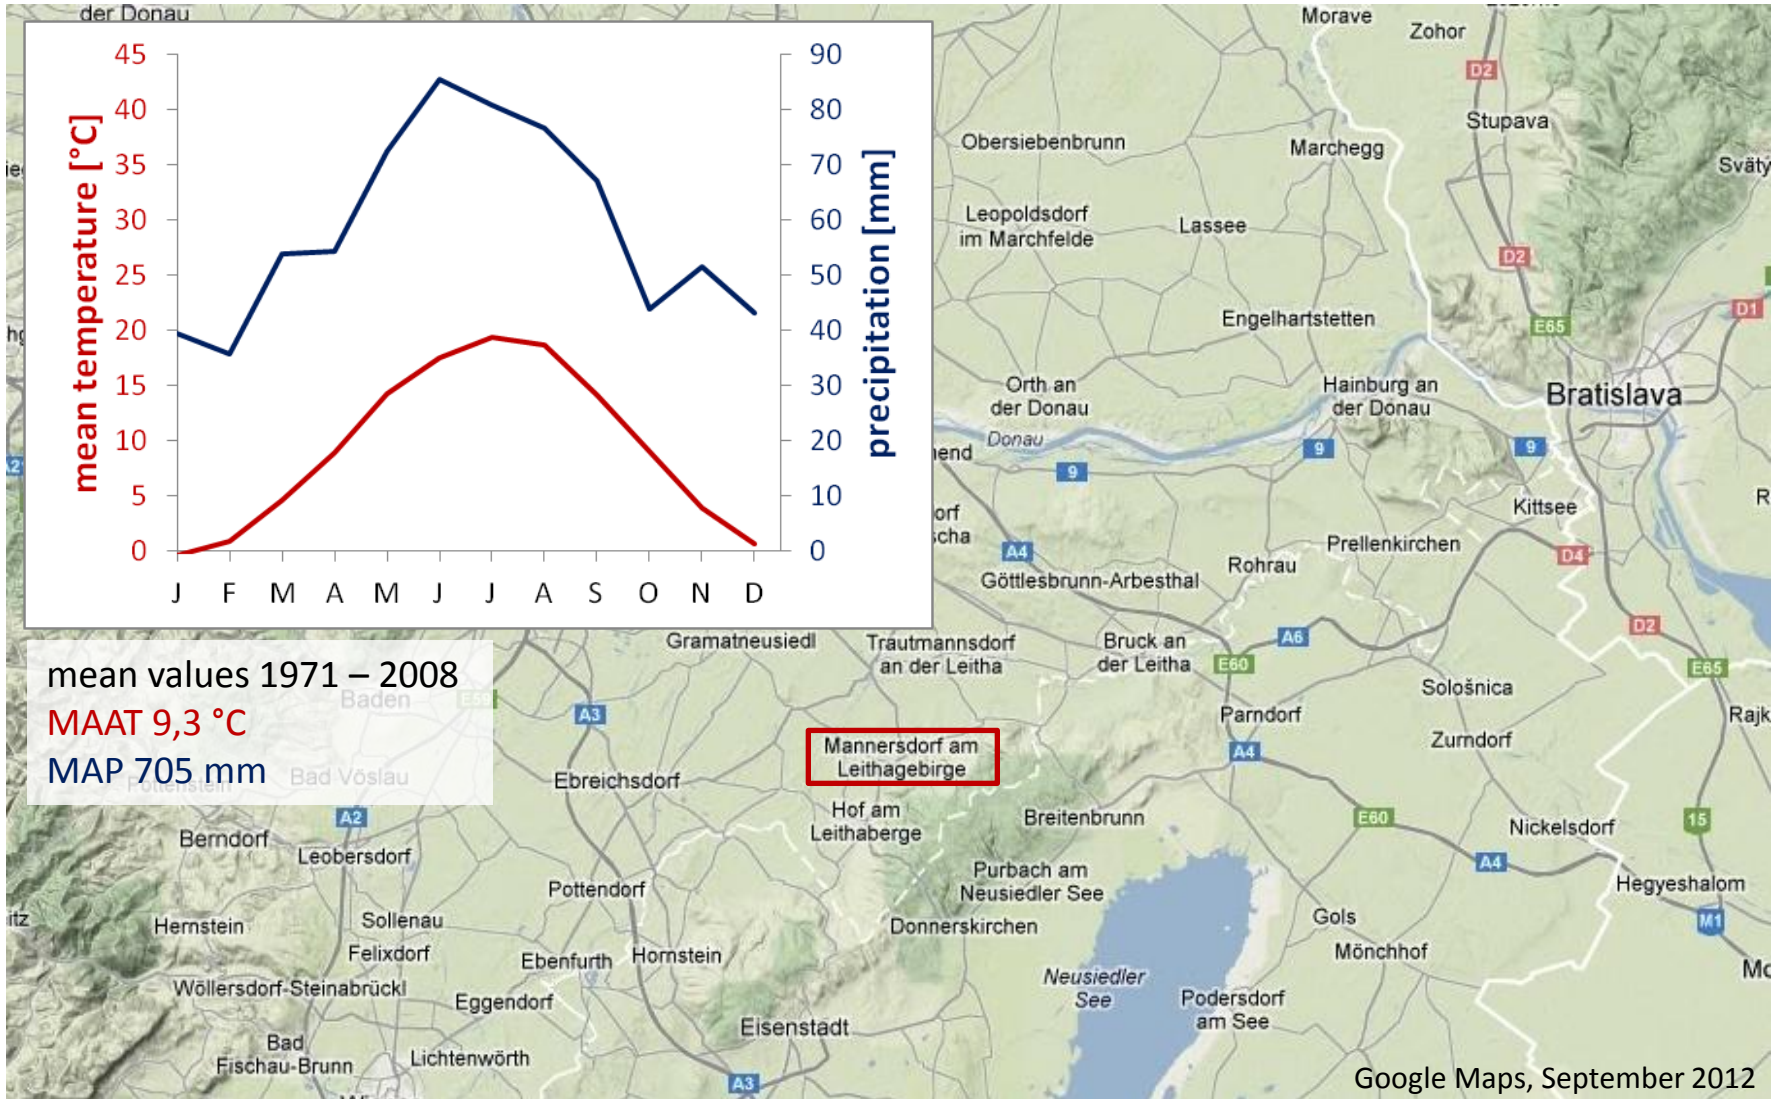 der Donau
45
40
35
30
25
20
15
10
5
0
mean temperature [°C]
90
80
70
60
50
40
30
20
10
0
precipitation [mm]
J F M A M J J A S O N D
mean values 1971 – 2008
MAAT 9,3 °C
MAP 705 mm
Morave
Zohor
D2
Stupava
Obersiebenbrunn
Marchegg
Leopoldsdorf
im Marchfelde
Lassee
D2
D1
Engelhartstetten
E65
Orth an
der Donau
Hainburg an
der Donau
Bratislava
Donau
9
9
9
Kittsee
A4
Prellenkirchen
D4
Rohrau
Göttlesbrunn-Arbesthal
Gramatneusiedl
Trautmannsdorf
an der Leitha
Bruck an
der Leitha
A6
D2
E60
E65
Baden
E59
A3
Sološnica
Parndorf
Rajk
Mannersdorf am
Leithagebirge
A4
Zurndorf
Bad Vöslau
Pottenstein
Ebreichsdorf
A2
Hof am
Leithaberge
Breitenbrunn
E60
Nickelsdorf
15
Berndorf
Leobersdorf
Purbach am
Neusiedler See
A4
Pottendorf
Hegyeshalom
Hernstein
Sollenau
Donnerskirchen
Gols
M1
Felixdorf
Ebenfurth
Hornstein
Mönchhof
Wöllersdorf-Steinabrückl
Eggendorf
Neusiedler
See
Podersdorf
am See
Eisenstadt
Bad
Fischau-Brunn
Lichtenwörth
A3
Google Maps, September 2012